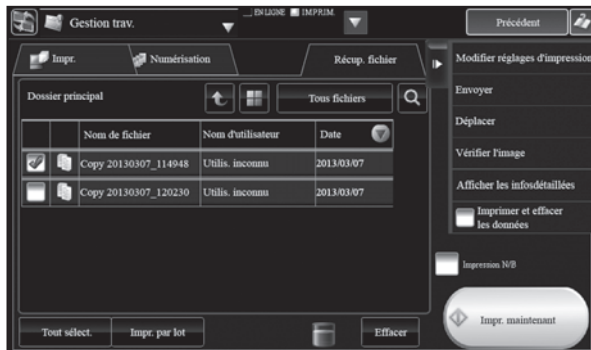 Gestion trav.
EN LIGNE
IMPRIM.
Précédent
Impr.
Numérisation
Récup. fichier
Modifier réglages d'impression
Dossier principal
Tous fichiers
Envoyer
Déplacer
Nom de fichier Nom d'utilisateur Date
Vérifier l'image
Copy 20130307_114948 Utilis. inconnu 2013/03/07
Afficher les infosdétaillées
Copy 20130307_120230 Utilis. inconnu 2013/03/07
Imprimer et effacer
les données
Impression N/B
Impr. maintenant
Tout sélect.
Impr. par lot
Effacer